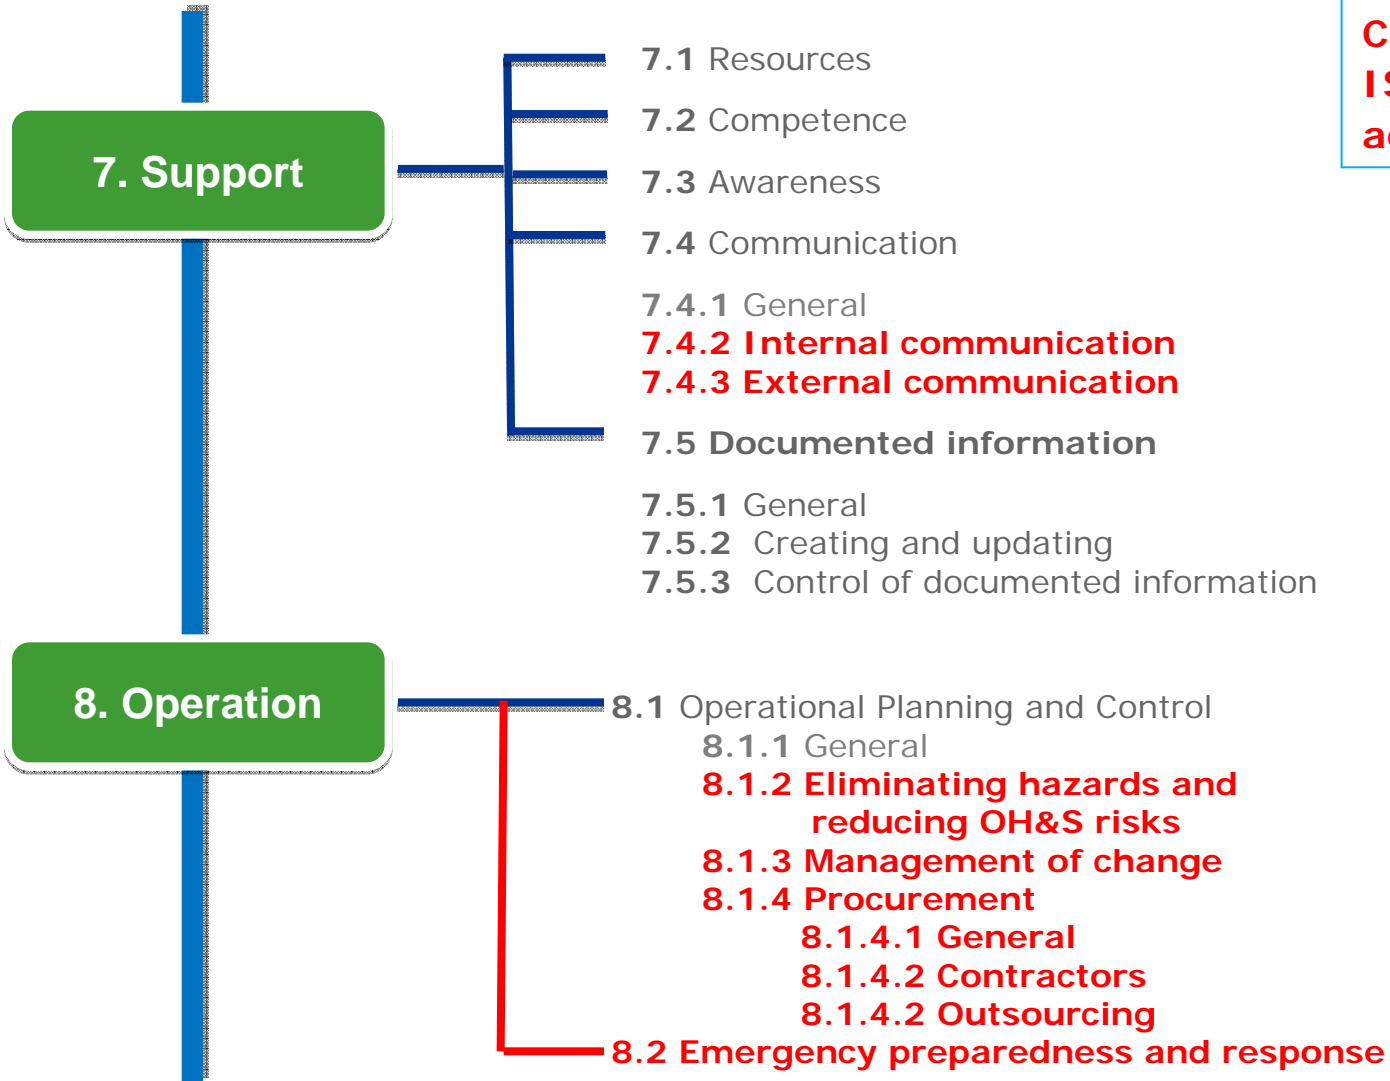 7. Support
7.1 Resources
7.2 Competence
7.3 Awareness
7.4 Communication
7.4.1 General
7.4.2 Internal communication
7.4.3 External communication
7.5 Documented information
7.5.1 General
7.5.2 Creating and updating
7.5.3 Control of documented information
8. Operation
8.1 Operational Planning and Control
8.1.1 General
8.1.2 Eliminating hazards and
reducing OH&S risks
8.1.3 Management of change
8.1.4 Procurement
8.1.4.1 General
8.1.4.2 Contractors
8.1.4.2 Outsourcing
8.2 Emergency preparedness and response